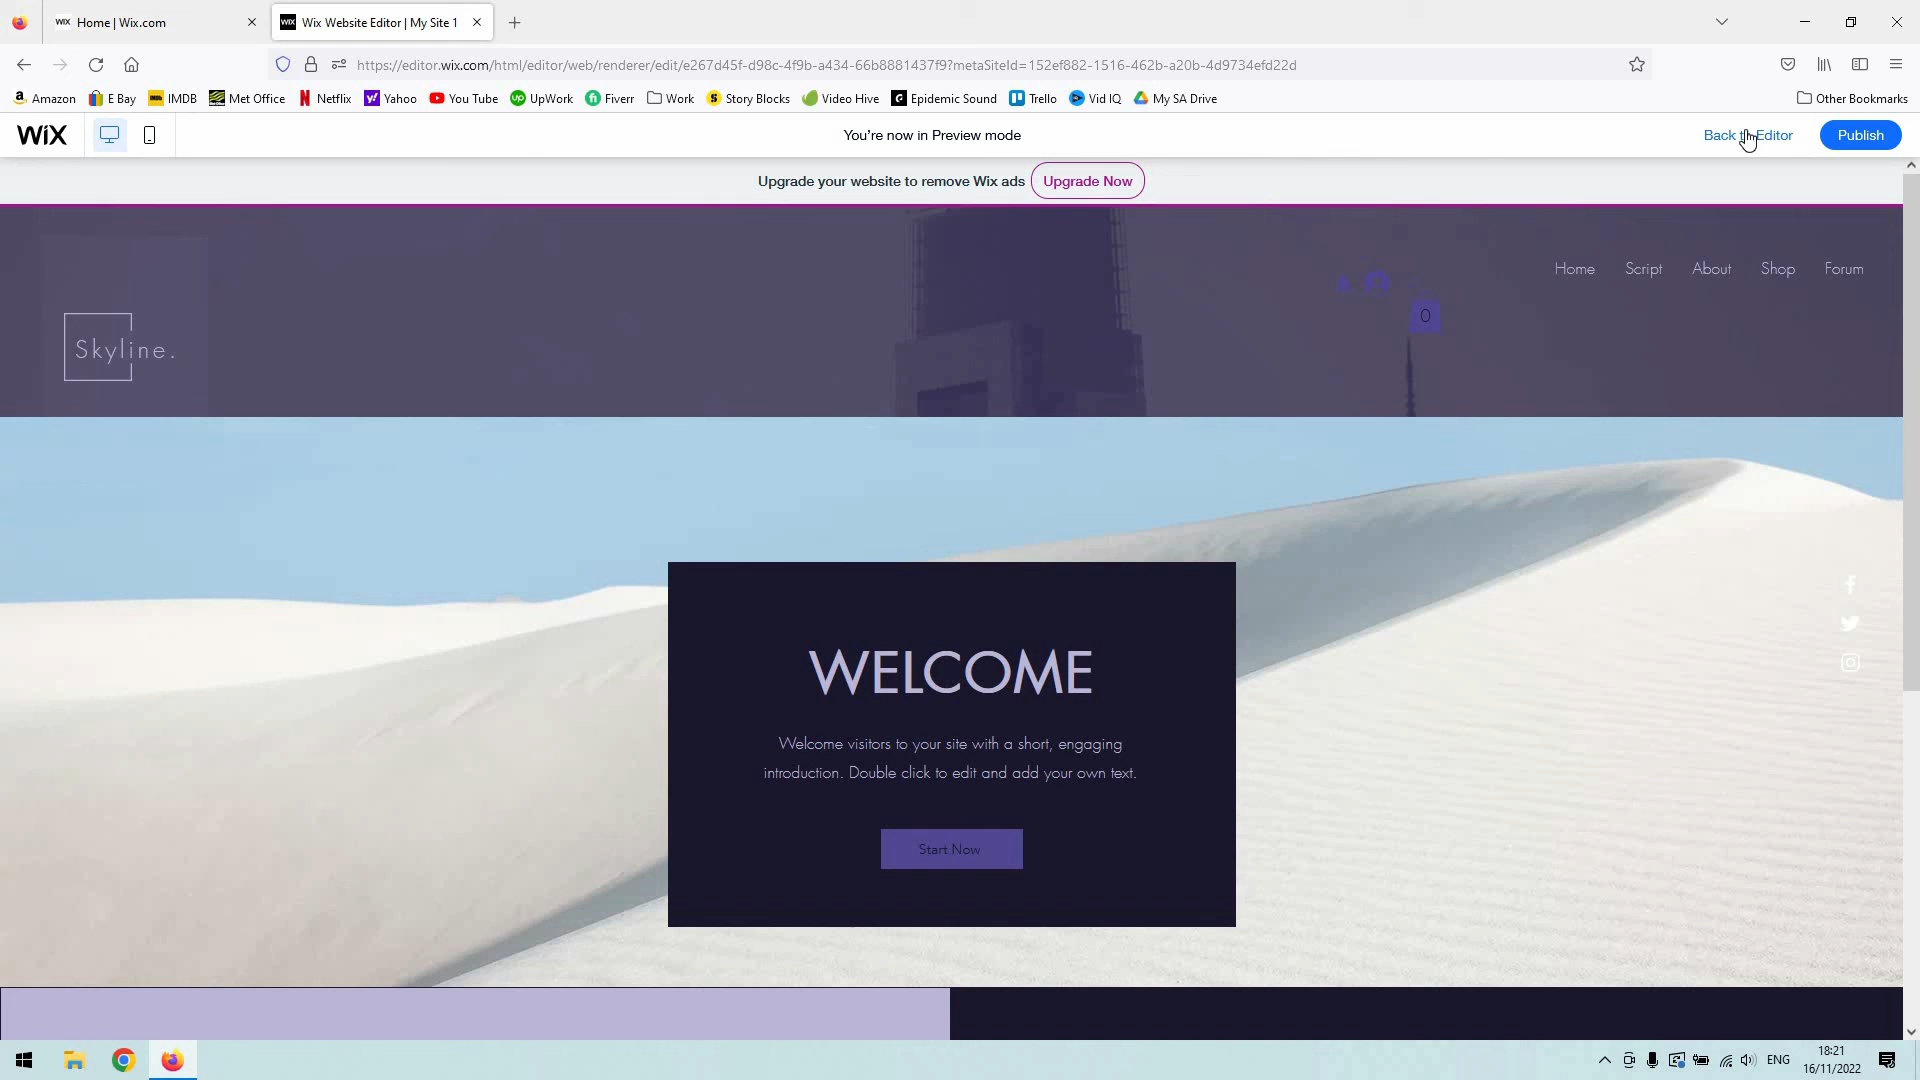 Home | Wix.com
Wix Website Editor | My Site 1
https://editor.wix.com/html/editor/web/renderer/edit/e267d45f-d98c-4f9b-a434-66b8881437f9?metaSiteId=152ef882-1516-462b-a20b-4d9734efd22d
Amazon E Bay IMDB Met Office Netflix Yahoo You Tube UpWork Fiverr Work Story Blocks Video Hive Epidemic Sound Trello Vid IQ My SA Drive Other Bookmarks
WiX
You're now in Preview mode
Back Editor
Publish
Upgrade your website to remove Wix ads
Upgrade Now
Home Script About Shop Forum
0
Skyline.
WELCOME
Welcome visitors to your site with a short, engaging
introduction. Double click to edit and add your own text.
Start Now
ENG
18:21
16/11/2022